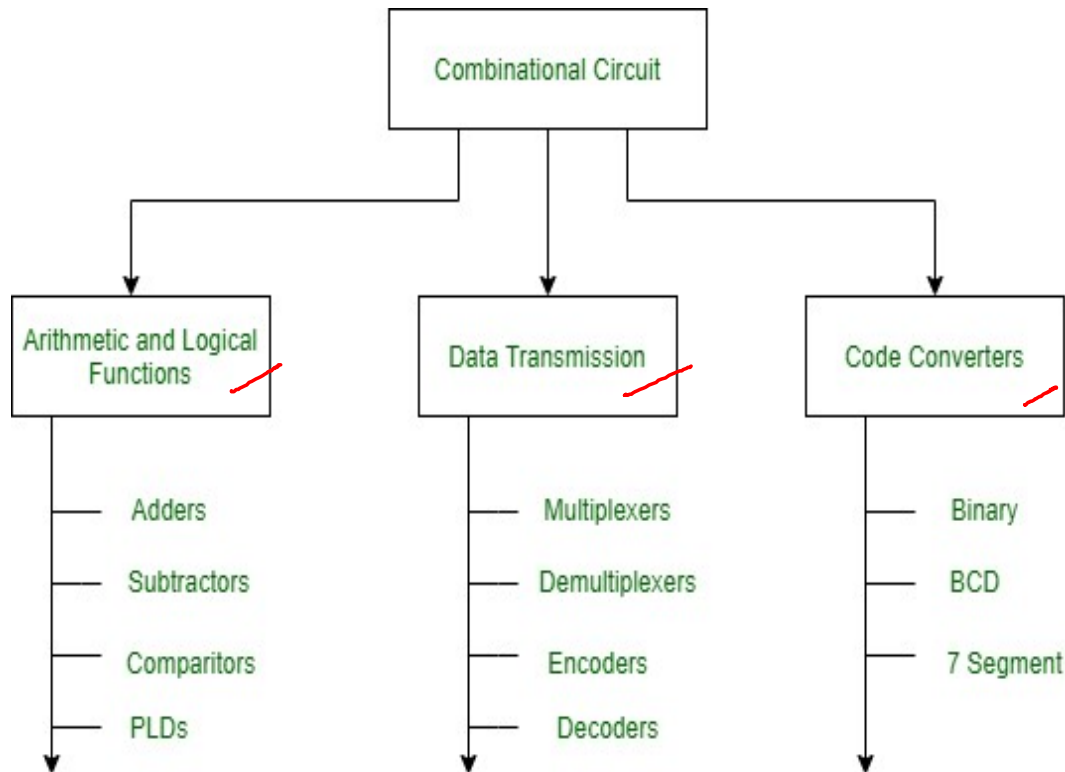 Combinational Circuit
Arithmetic and Logical
Functions
Adders
Subtractors
Comparitors
PLDs
Data Transmission
Multiplexers
Demultiplexers
Encoders
Decoders
Code Converters
Binary
BCD
7 Segment